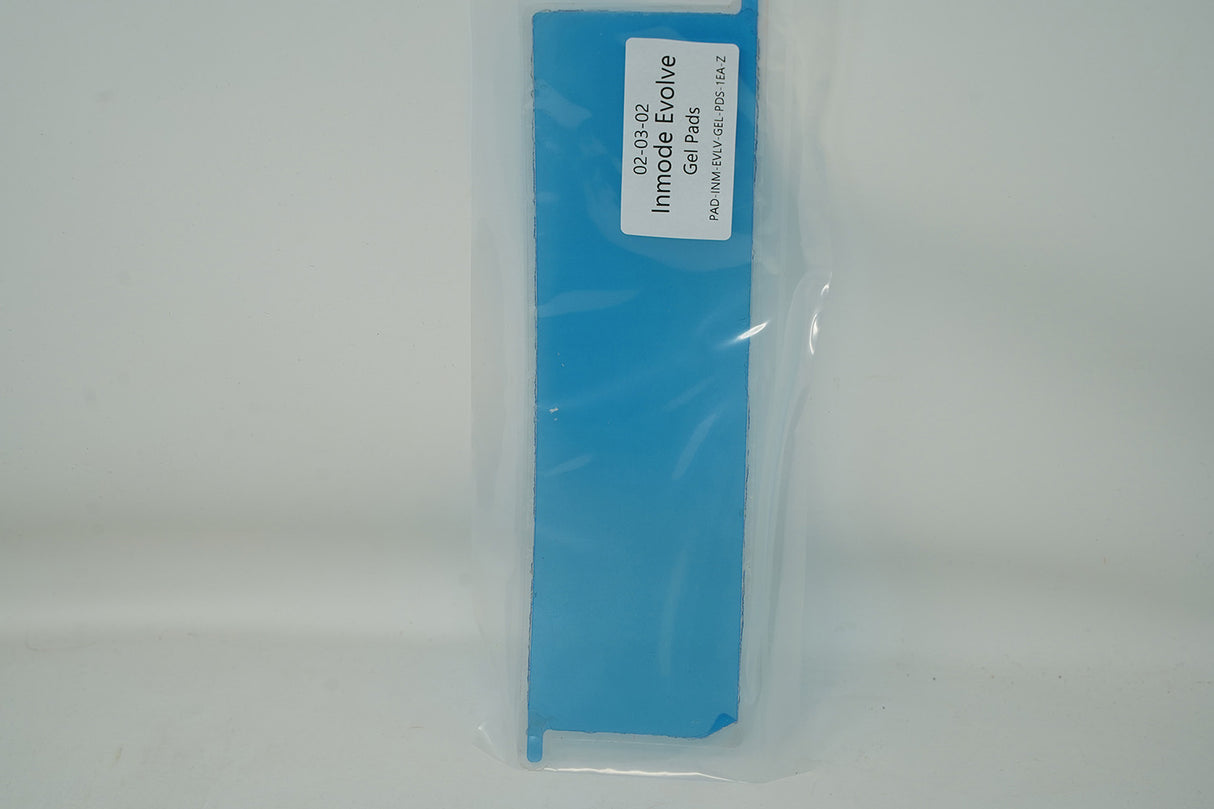 02-03-02
Inmode Evolve
Gel Pads
PAD-INM-EVLV-GEL-PDS-1EA-Z